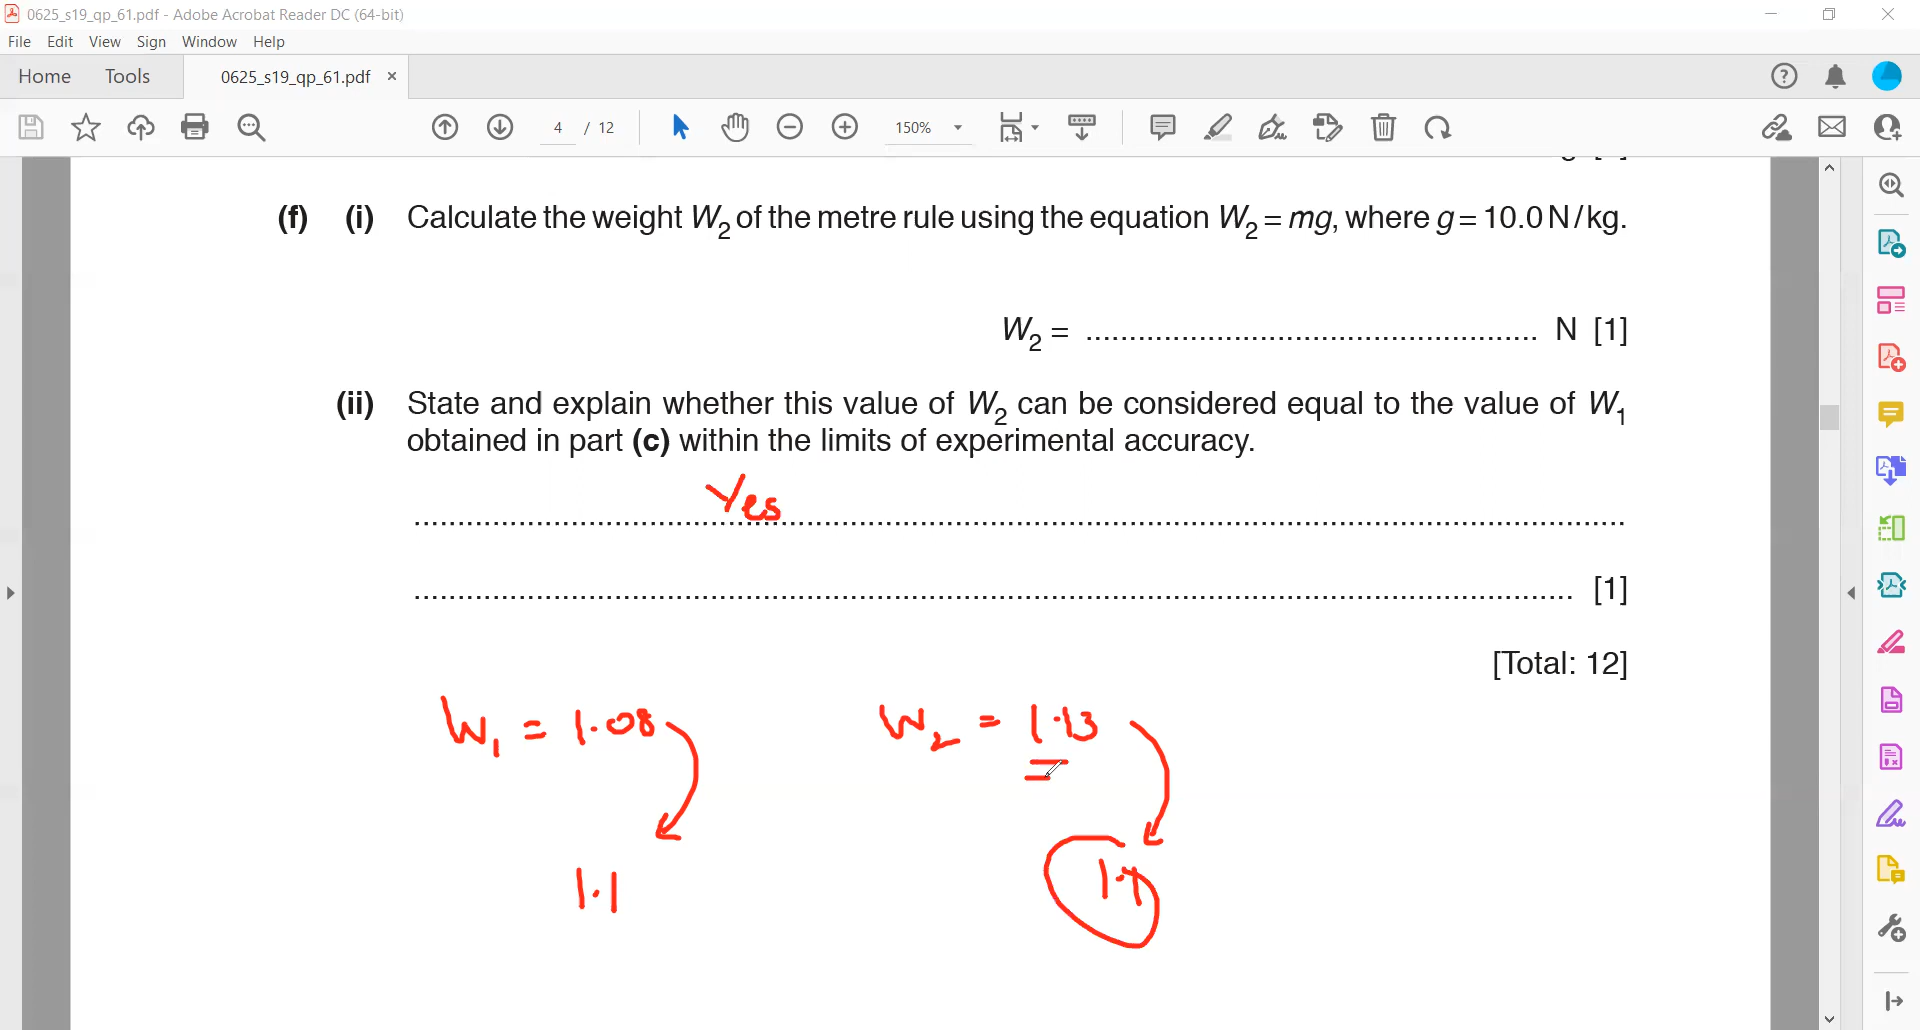 0625_s19_qp_61.pdf - Adobe Acrobat Reader DC (64-bit)
File Edit View Sign Window Help
Home Tools 0625_s19_qp_61.pdf ×
4 / 12 150%
(f) (i) Calculate the weight W₂ of the metre rule using the equation W₂ = mg, where g = 10.0 N/kg.
W₂ = .................................................... N [1]
(ii) State and explain whether this value of W₂ can be considered equal to the value of W₁
obtained in part (c) within the limits of experimental accuracy.
Yes
..........................................................................................................................................
.................................................................................................................................... [1]
[Total: 12]
W₁ = 1.08 W₂ = 1.13
1.1 1.1